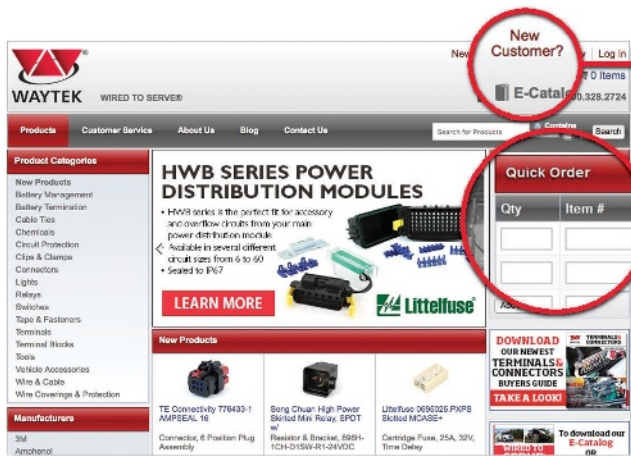 New
Customer?
Log In
0 Items
E-Catalog
WAYTEK
WIRED TO SERVE®
Products
Customer Service
About Us
Blog
Contact Us
Search for Products
Contains
Search
Product Categories
New Products
Battery Management
Battery Termination
Cable Ties
Chemicals
Circuit Protection
Clips & Clamps
Connectors
Lights
Relays
Switches
Tape & Fasteners
Terminals
Terminal Blocks
Tools
Vehicle Accessories
Wire & Cable
Wire Coverings & Protection
Manufacturers
3M
Amphenol
HWB SERIES POWER
DISTRIBUTION MODULES
• HWB series is the perfect fit for accessory
and overflow circuits from your main
power distribution module
Available in several different
circuit sizes from 6 to 60
• Sealed to IP67
LEARN MORE
Littelfuse®
Quick Order
Qty
Item #
New Products
TE Connectivity 776433-1
AMPSEAL 16
Connector, 6 Position Plug
Assembly
Song Chuan High Power
Skirted Mini Relay, SPDT
w/
Resistor & Bracket, 896H-
1CH-D1SW-R1-24VDC
Littelfuse 0695025.PXPS
Slotted MCASE+
Cartridge Fuse, 25A, 32V,
Time Delay
DOWNLOAD
OUR NEWEST
TERMINALS&
CONNECTORS
BUYERS GUIDE
TAKE A LOOK!
TERMINALS&
CONNECTORS
WIRED TO
To download our
E-Catalog
OR